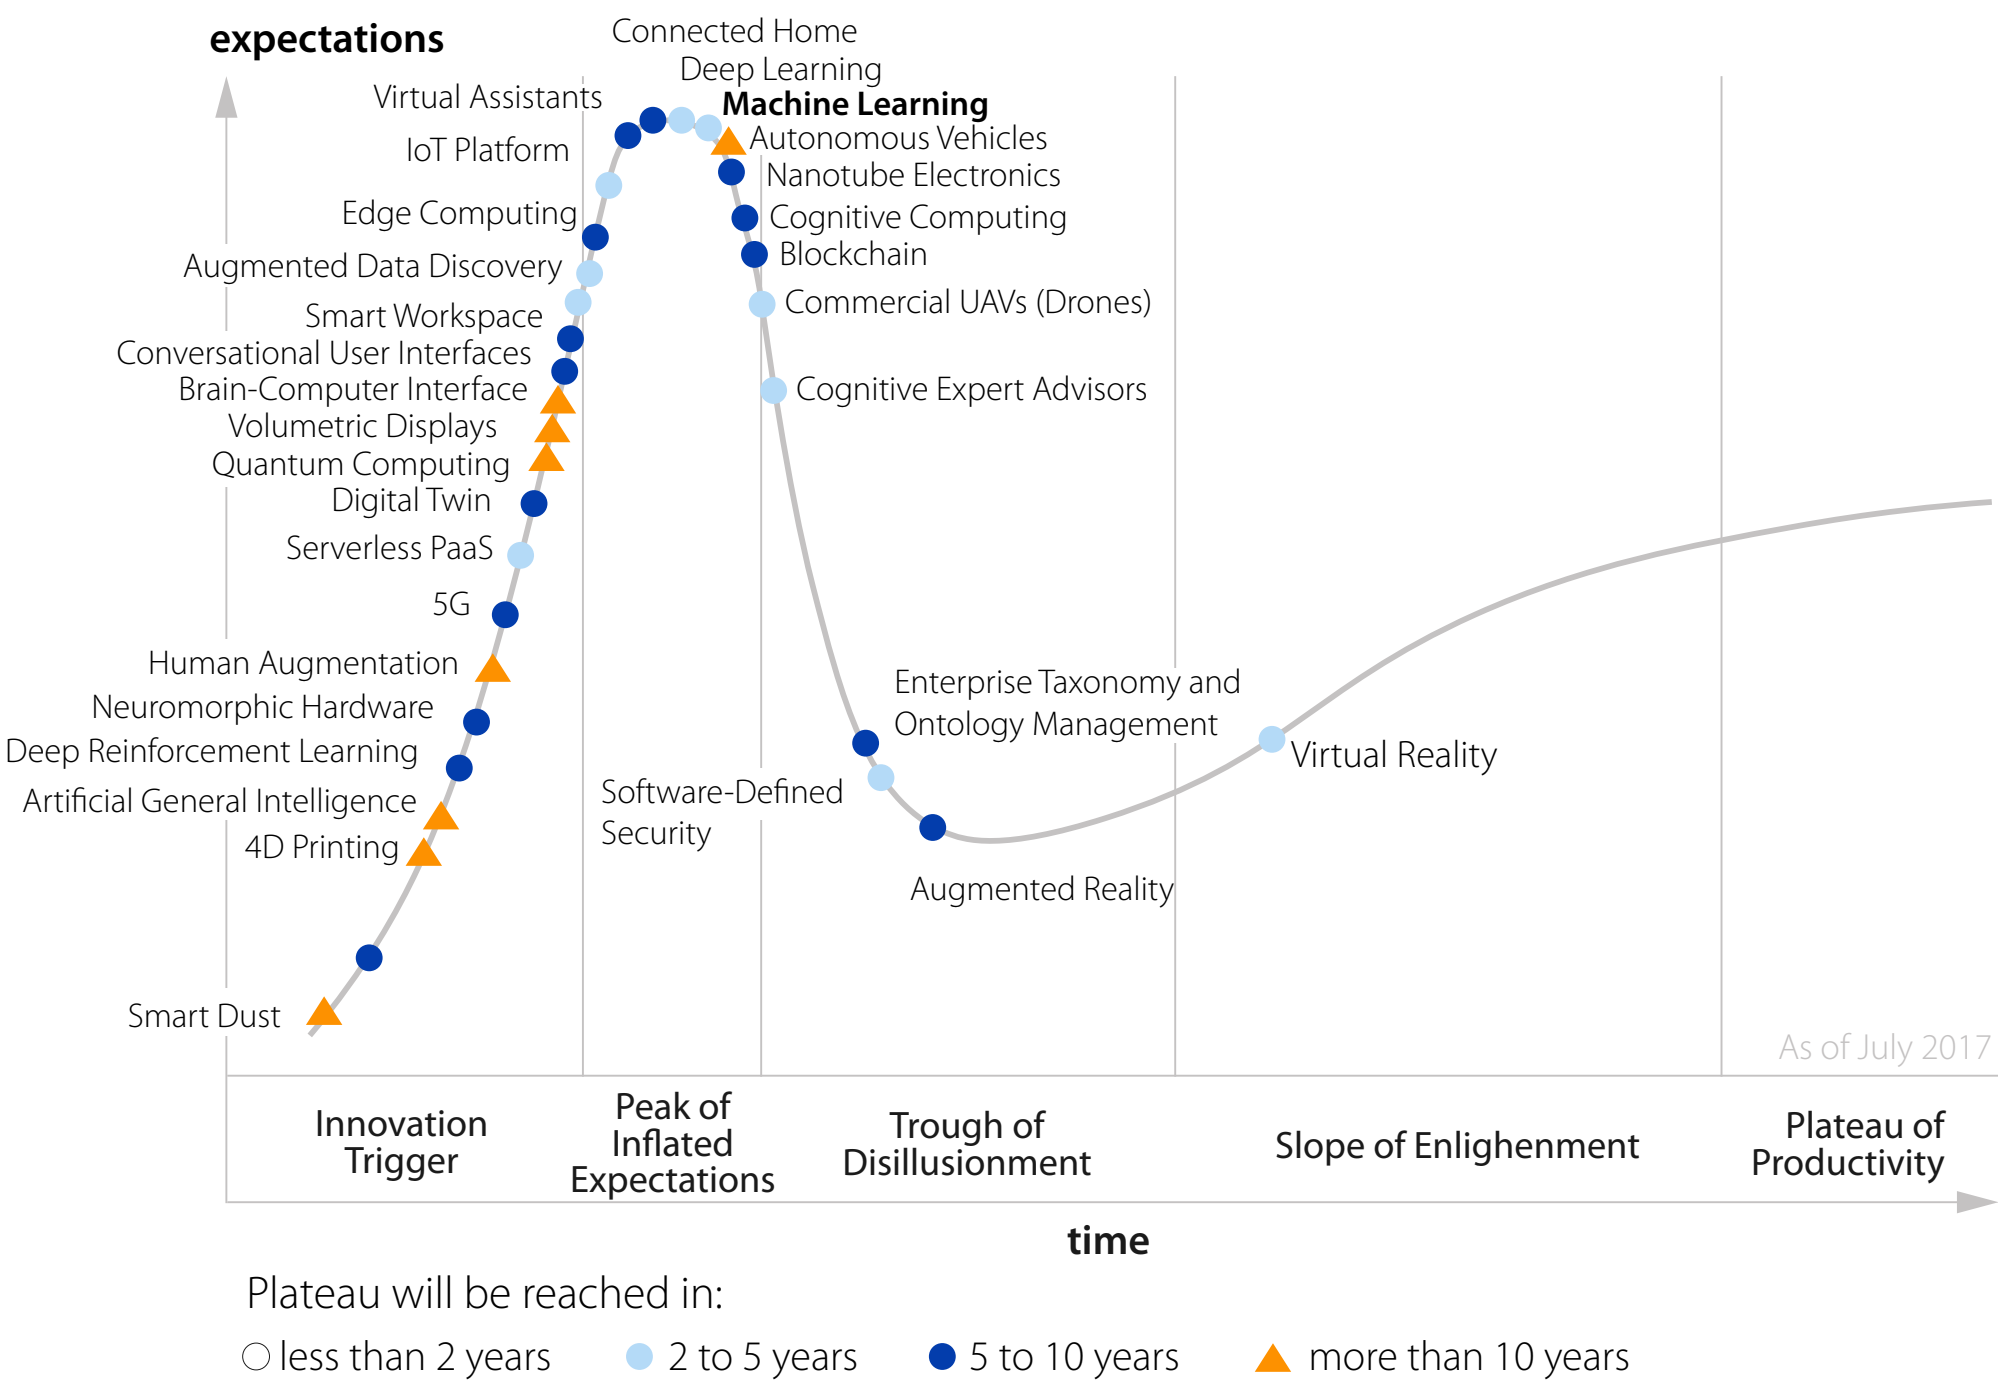 expectations
Connected Home
Deep Learning
Machine Learning
Virtual Assistants
Autonomous Vehicles
IoT Platform
Nanotube Electronics
Edge Computing
Cognitive Computing
Blockchain
Augmented Data Discovery
Commercial UAVs (Drones)
Smart Workspace
Conversational User Interfaces
Brain-Computer Interface
Cognitive Expert Advisors
Volumetric Displays
Quantum Computing
Digital Twin
Serverless PaaS
5G
Human Augmentation
Neuromorphic Hardware
Deep Reinforcement Learning
Artificial General Intelligence
4D Printing
Smart Dust
Enterprise Taxonomy and
Ontology Management
Software-Defined
Security
Augmented Reality
Virtual Reality
As of July 2017
Innovation
Trigger
Peak of
Inflated
Expectations
Trough of
Disillusionment
Slope of Enlighenment
Plateau of
Productivity
time
Plateau will be reached in:
less than 2 years
2 to 5 years
5 to 10 years
more than 10 years